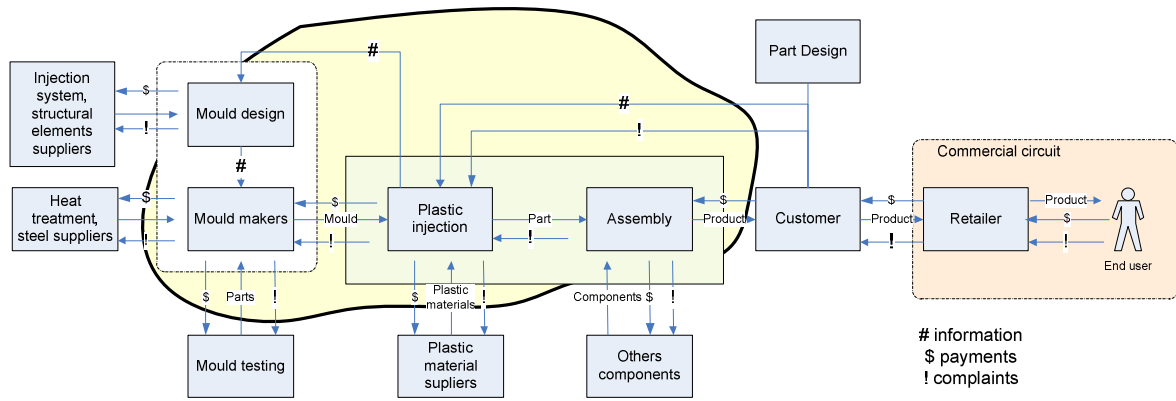 Part Design
#
Injection
system,
structural
elements
suppliers
$
!
Mould design
#
!
#
Commercial circuit
Heat
treatment,
steel suppliers
$
!
Mould makers
$
Mould
!
Plastic
injection
Part
!
Assembly
$
Product
Customer
$
Product
!
Retailer
Product
$
!
End user
$
Parts
!
$
Plastic
materials
!
Components
$
!
Mould testing
Plastic
material
supliers
Others
components
# information
$ payments
! complaints